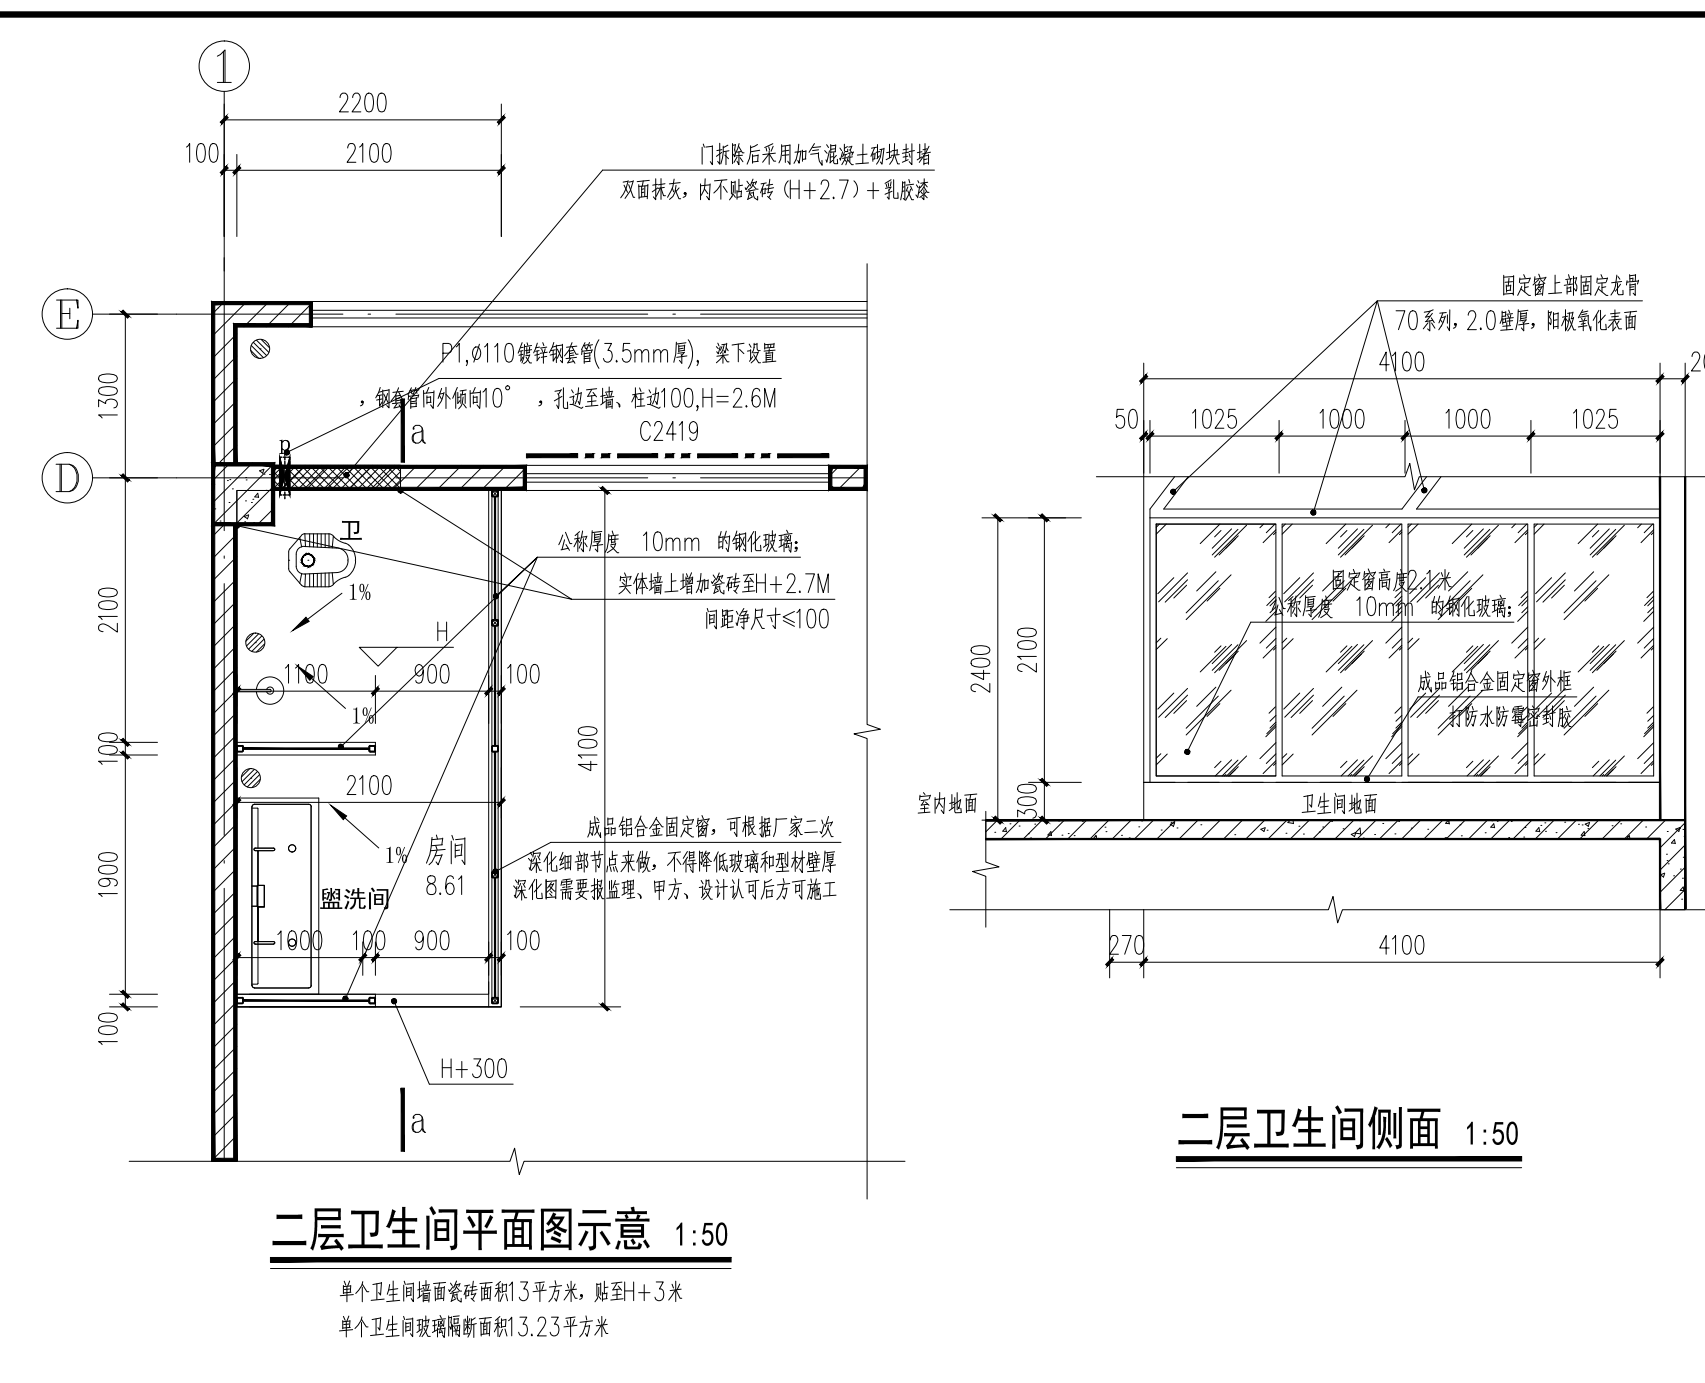 1
2200
100
2100
门拆除后采用加气混凝土砌块封堵
双面抹灰，内不贴瓷砖（H+2.7）+乳胶漆
E
P1,ø110镀锌钢套管(3.5mm厚)，梁下设置
，钢套管向外倾向10°　，孔边至墙、柱边100,H=2.6M
1300
C2419
a
p
D
卫
公称厚度　10mm　的钢化玻璃；
实体墙上增加瓷砖至H+2.7M
间距净尺寸≤100
1%
2100
H
1100
900
100
1%
100
4100
2100
成品铝合金固定窗，可根据厂家二次
深化细部节点来做，不得降低玻璃和型材壁厚
深化图需要报监理、甲方、设计认可后方可施工
1%
房间
8.61
1900
盥洗间
1000
100
900
100
100
H+300
a
二层卫生间平面图示意 1:50
单个卫生间墙面瓷砖面积13平方米，贴至H+3米
单个卫生间玻璃隔断面积13.23平方米
固定窗上部固定龙骨
70系列，2.0壁厚，阳极氧化表面
4100
50
1025
1000
1000
1025
固定窗高度2.1米
公称厚度　10mm　的钢化玻璃；
2400
2100
成品铝合金固定窗外框
打防水防霉密封胶
300
室内地面
卫生间地面
270
4100
二层卫生间侧面 1:50